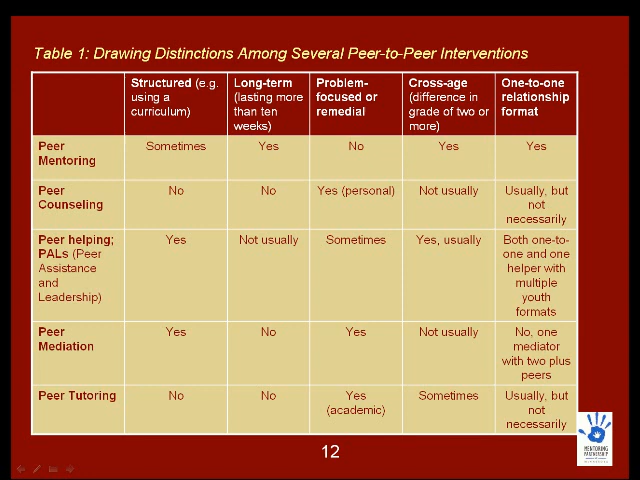 Table 1: Drawing Distinctions Among Several Peer-to-Peer Interventions
Structured (e.g.
using a
curriculum)
Long-term
(lasting more
than ten
weeks)
Problem-
focused or
remedial
Cross-age
(difference in
grade of two or
more)
One-to-one
relationship
format
Peer
Mentoring
Sometimes
Yes
No
Yes
Yes
Peer
Counseling
No
No
Yes (personal)
Not usually
Usually, but
not
necessarily
Peer helping;
PALs (Peer
Assistance
and
Leadership)
Yes
Not usually
Sometimes
Yes, usually
Both one-to-
one and one
helper with
multiple
youth
formats
Peer
Mediation
Yes
No
Yes
Not usually
No, one
mediator
with two plus
peers
Peer Tutoring
No
No
Yes
(academic)
Sometimes
Usually, but
not
necessarily
12
MENTORING
PARTNERSHIP